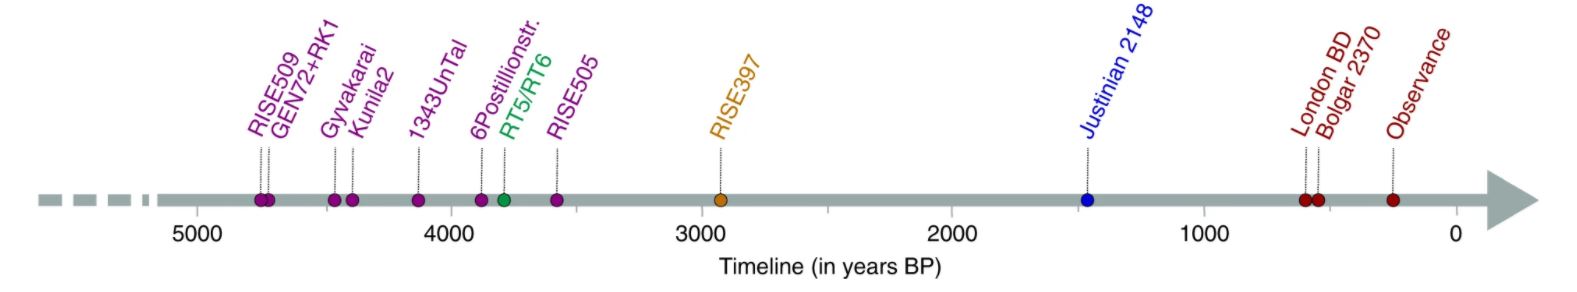 RISE509
GEN72+RK1
Gyvakarai
Kunila2
1343UnTal
6Postillionstr.
RT5/RT6
RISE505
RISE397
Justinian 2148
London BD
Bolgar 2370
Observance
5000
4000
3000
2000
1000
0
Timeline (in years BP)